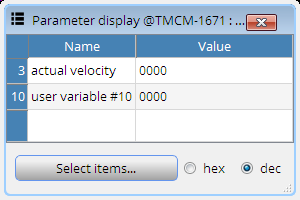 Parameter display @TMCM-1671 : ...
Name Value
3 actual velocity 0000
10 user variable #10 0000
Select items... hex dec